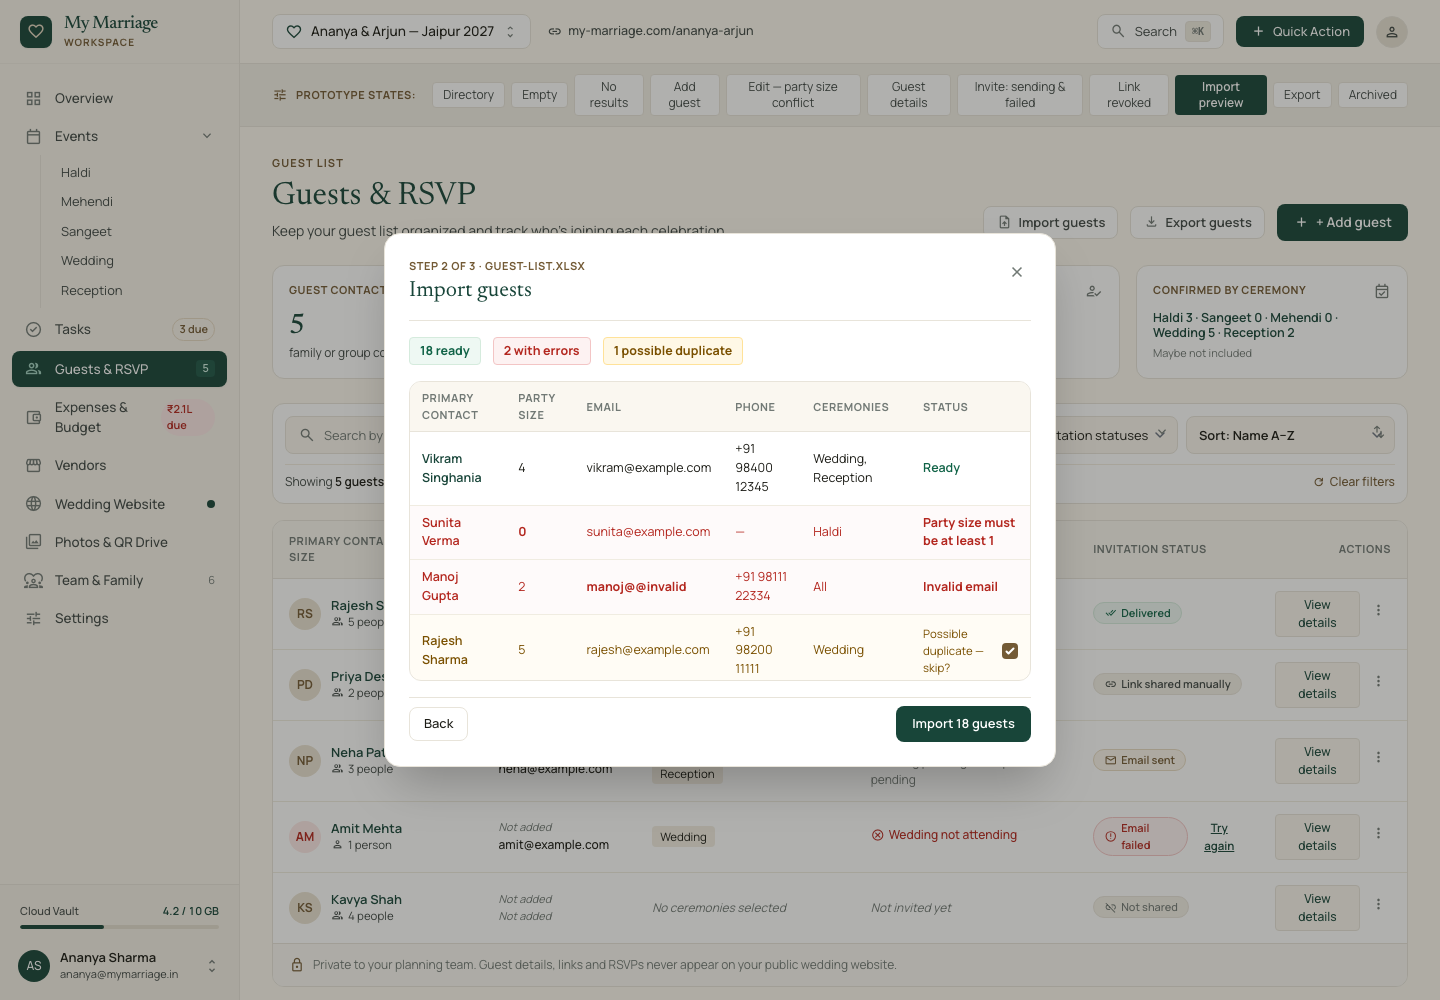 My Marriage
WORKSPACE
Ananya & Arjun — Jaipur 2027
my-marriage.com/ananya-arjun
Search ⌘K
Quick Action
Overview
Events
Haldi
Mehendi
Sangeet
Wedding
Reception
Tasks
3 due
Guests & RSVP
5
Expenses &
Budget
₹2.1L
due
Vendors
Wedding Website
Photos & QR Drive
Team & Family
6
Settings
Cloud Vault
4.2 / 10 GB
AS
Ananya Sharma
ananya@mymarriage.in
PROTOTYPE STATES:
Directory
Empty
No
results
Add
guest
Edit — party size
conflict
Guest
details
Invite: sending &
failed
Link
revoked
Import
preview
Export
Archived
GUEST LIST
Guests & RSVP
Keep your guest list organized and track who's joining each celebration
Import guests
Export guests
+ Add guest
GUEST CONTACT
5
family or group co
CONFIRMED BY CEREMONY
Haldi 3 · Sangeet 0 · Mehendi 0 ·
Wedding 5 · Reception 2
Maybe not included
Search by
tation statuses
Sort: Name A–Z
Showing 5 guests
Clear filters
STEP 2 OF 3 · GUEST-LIST.XLSX
Import guests
18 ready
2 with errors
1 possible duplicate
PRIMARY
CONTACT
PARTY
SIZE
EMAIL
PHONE
CEREMONIES
STATUS
Vikram
Singhania
4
vikram@example.com
+91
98400
12345
Wedding,
Reception
Ready
Sunita
Verma
0
sunita@example.com
—
Haldi
Party size must
be at least 1
Manoj
Gupta
2
manoj@@invalid
+91 98111
22334
All
Invalid email
Rajesh
Sharma
5
rajesh@example.com
+91
98200
11111
Wedding
Possible
duplicate —
skip?
Back
Import 18 guests
PRIMARY CONTA
SIZE
INVITATION STATUS
ACTIONS
RS
Rajesh S
5 peop
Delivered
View
details
PD
Priya Des
2 peop
Link shared manually
View
details
NP
Neha Pat
3 people
neha@example.com
Reception
pending
Email sent
View
details
AM
Amit Mehta
1 person
Not added
amit@example.com
Wedding
Wedding not attending
Email
failed
Try
again
View
details
KS
Kavya Shah
4 people
Not added
Not added
No ceremonies selected
Not invited yet
Not shared
View
details
Private to your planning team. Guest details, links and RSVPs never appear on your public wedding website.